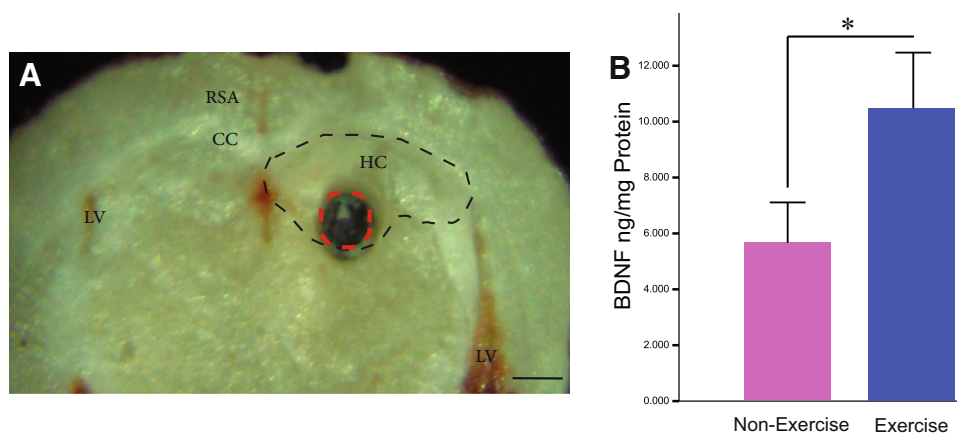 A
RSA
CC
HC
LV
LV
B
*
BDNF ng/mg Protein
12.000
10.000
8.000
6.000
4.000
2.000
0.000
Non-Exercise
Exercise